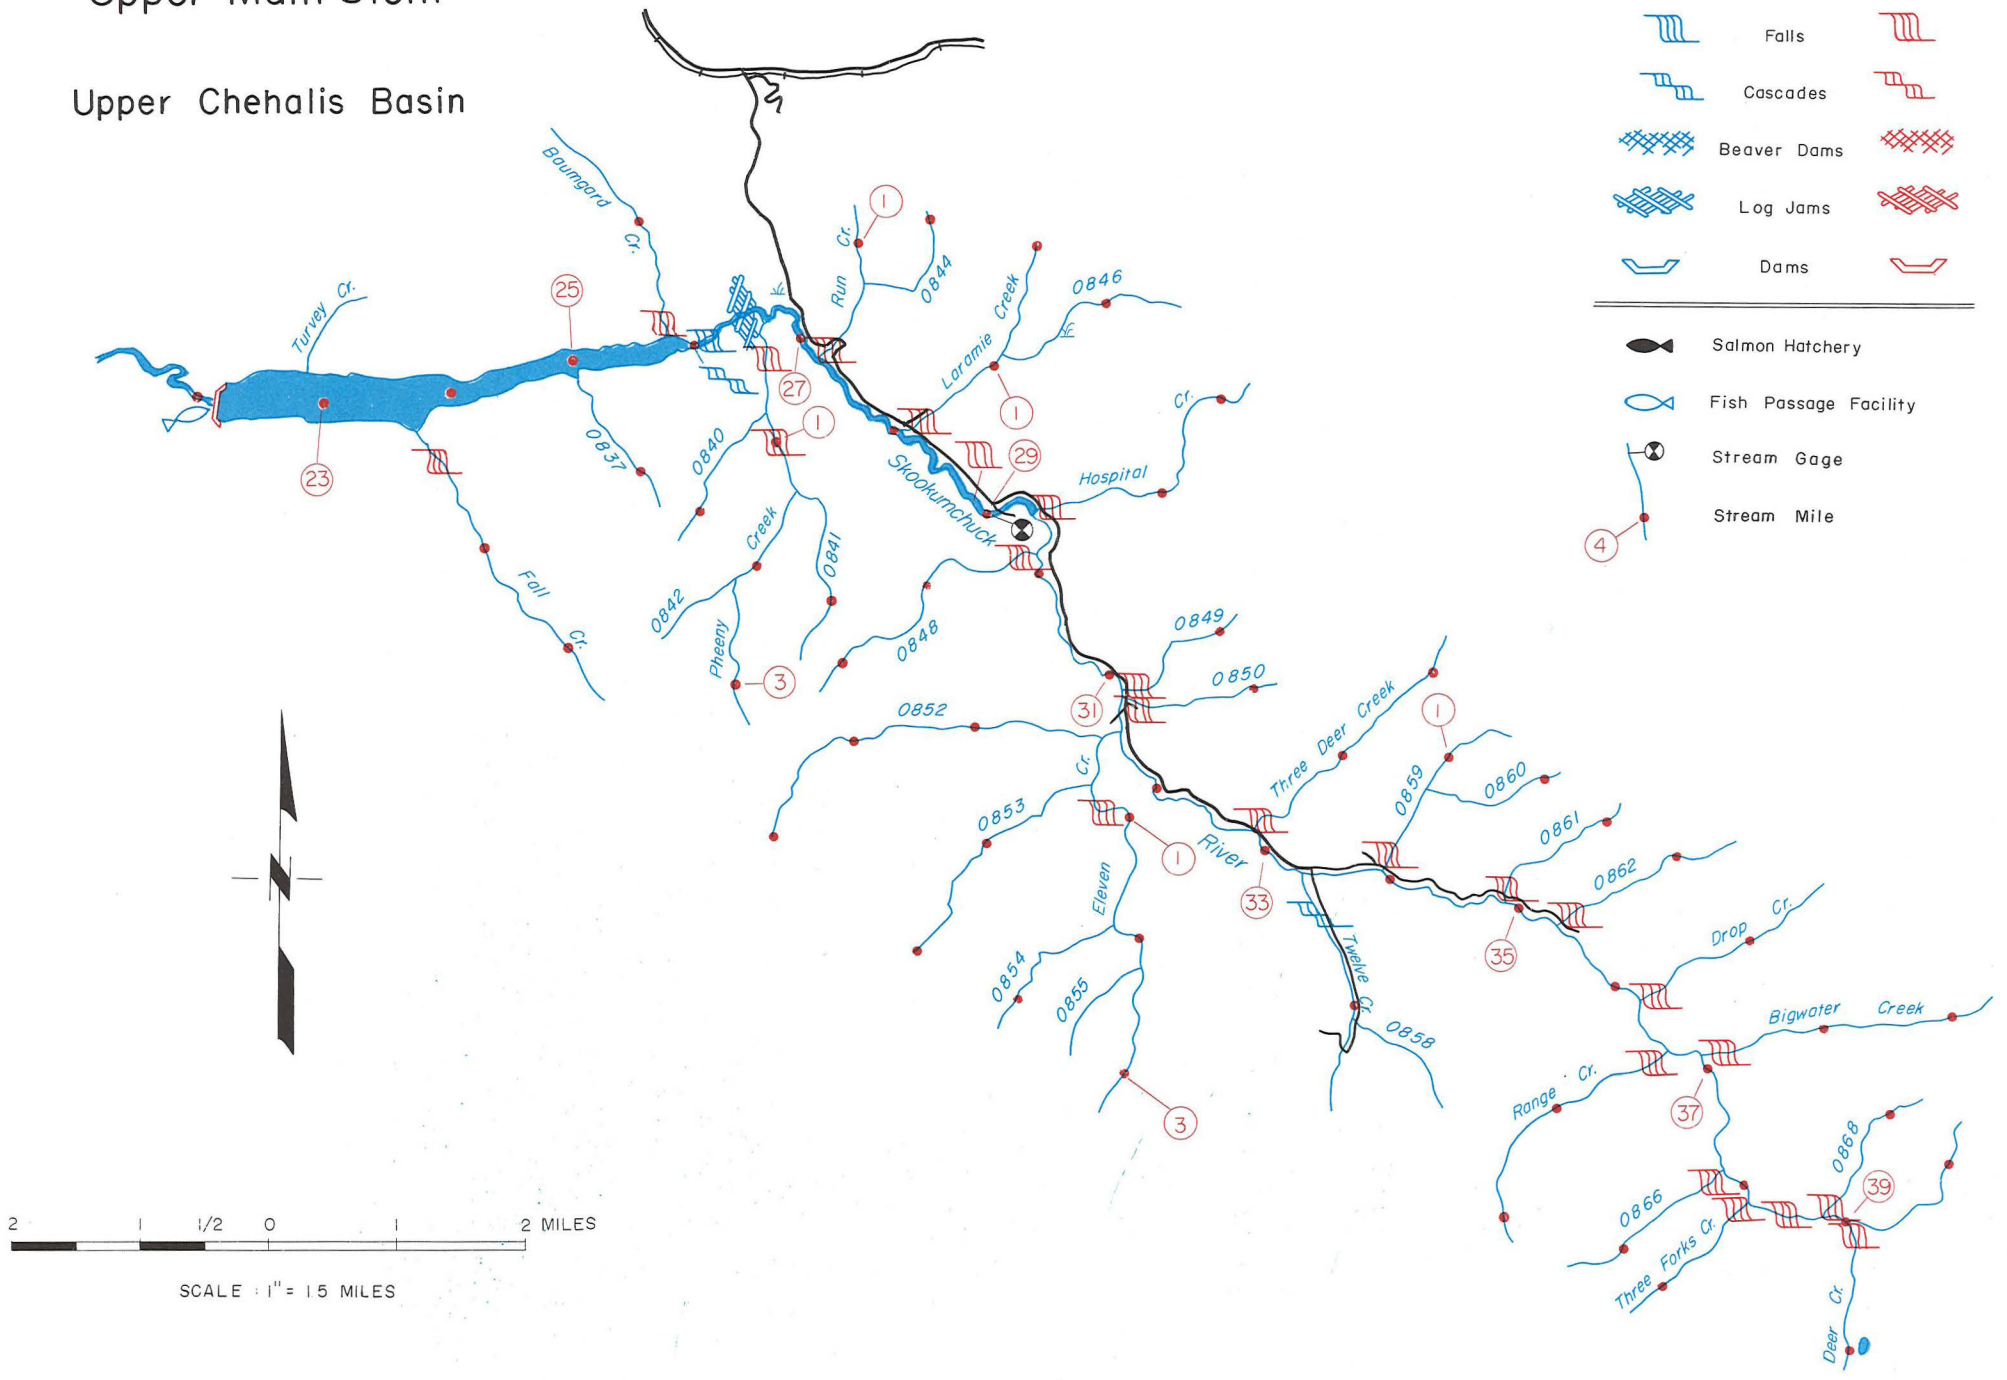 Upper Main Stem
Upper Chehalis Basin
Falls
Cascades
Beaver Dams
Log Jams
Dams
Salmon Hatchery
Fish Passage Facility
Stream Gage
Stream Mile
4
Baumgard Cr.
Turvey Cr.
25
23
Fall Cr.
0837
0840
1
27
Run Cr.
1
0844
Laramie Creek
0846
1
29
Hospital Cr.
Skookumchuck
River
0841
0842
Pheeny Creek
3
0848
0849
0850
31
0852
0853
Eleven Cr.
1
0854
0855
3
Three Deer Creek
33
Twelve Cr.
0858
1
0859
0860
0861
0862
35
Drop Cr.
Bigwater Creek
Range Cr.
37
0866
Three Forks Cr.
0868
39
Deer Cr.
N
2 1 1/2 0 1 2 MILES
SCALE : 1" = 1.5 MILES